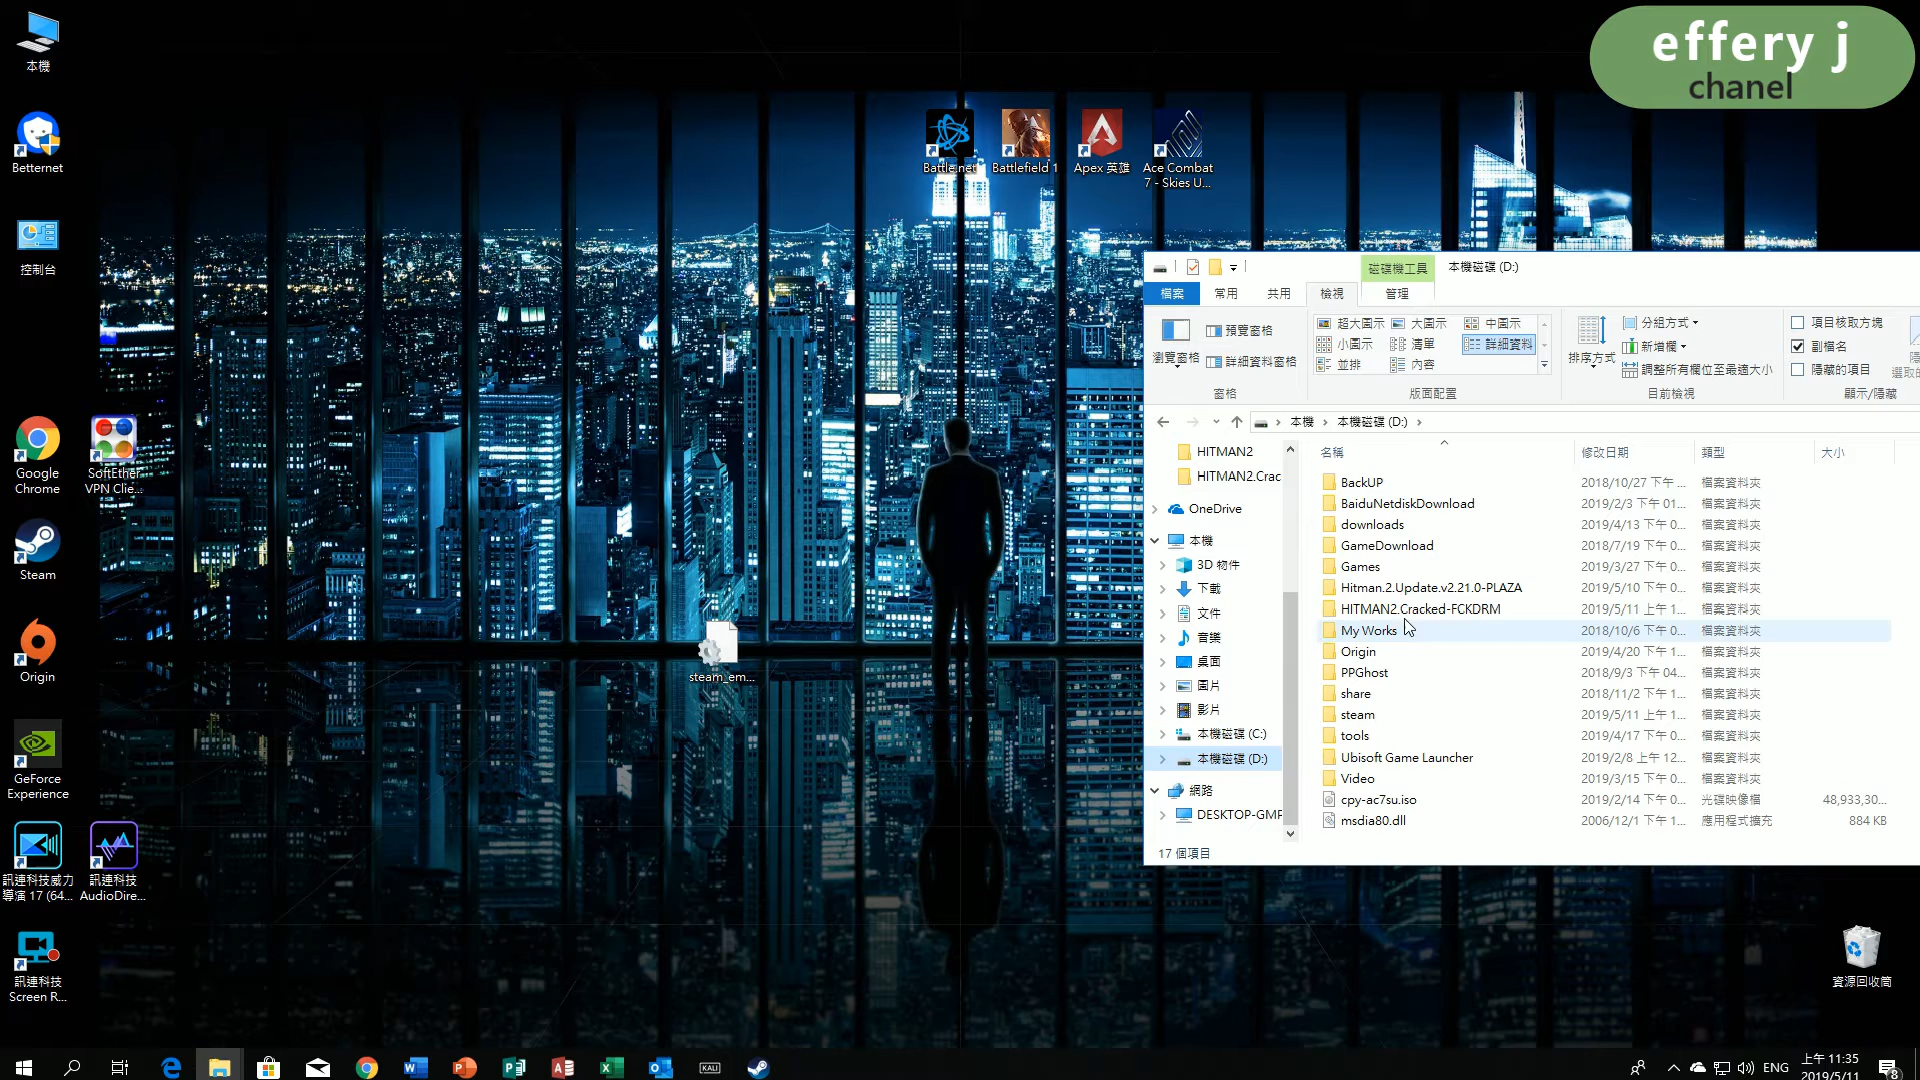 effery j
chanel
本機
Betternet
控制台
Google
Chrome
SoftEther
VPN Clie...
Steam
Origin
GeForce
Experience
訊連科技威力
導演 17 (64...
訊連科技
AudioDire...
訊連科技
Screen R...
Battle.net
Battlefield 1
Apex 英雄
Ace Combat
7 - Skies U...
steam_em...
資源回收筒
磁碟機工具
本機磁碟 (D:)
檔案
常用
共用
檢視
管理
瀏覽窗格
預覽窗格
詳細資料窗格
窗格
超大圖示
大圖示
中圖示
小圖示
清單
詳細資料
並排
內容
版面配置
排序方式
分組方式
新增欄
調整所有欄位至最適大小
目前檢視
項目核取方塊
副檔名
隱藏的項目
選取的
顯示/隱藏
本機
本機磁碟 (D:)
HITMAN2
HITMAN2.Crac
OneDrive
本機
3D 物件
下載
文件
音樂
桌面
圖片
影片
本機磁碟 (C:)
本機磁碟 (D:)
網路
DESKTOP-GMF
名稱 修改日期 類型 大小
BackUP 2018/10/27 下午 ... 檔案資料夾
BaiduNetdiskDownload 2019/2/3 下午 01... 檔案資料夾
downloads 2019/4/13 下午 0... 檔案資料夾
GameDownload 2018/7/19 下午 0... 檔案資料夾
Games 2019/3/27 下午 0... 檔案資料夾
Hitman.2.Update.v2.21.0-PLAZA 2019/5/10 下午 0... 檔案資料夾
HITMAN2.Cracked-FCKDRM 2019/5/11 上午 1... 檔案資料夾
My Works 2018/10/6 下午 0... 檔案資料夾
Origin 2019/4/20 下午 1... 檔案資料夾
PPGhost 2018/9/3 下午 04... 檔案資料夾
share 2018/11/2 下午 1... 檔案資料夾
steam 2019/5/11 上午 1... 檔案資料夾
tools 2019/4/17 下午 0... 檔案資料夾
Ubisoft Game Launcher 2019/2/8 上午 12... 檔案資料夾
Video 2019/3/15 下午 0... 檔案資料夾
cpy-ac7su.iso 2019/2/14 下午 0... 光碟映像檔 48,933,30...
msdia80.dll 2006/12/1 下午 1... 應用程式擴充 884 KB
17 個項目
KALI
ENG
上午 11:35
2019/5/11
8